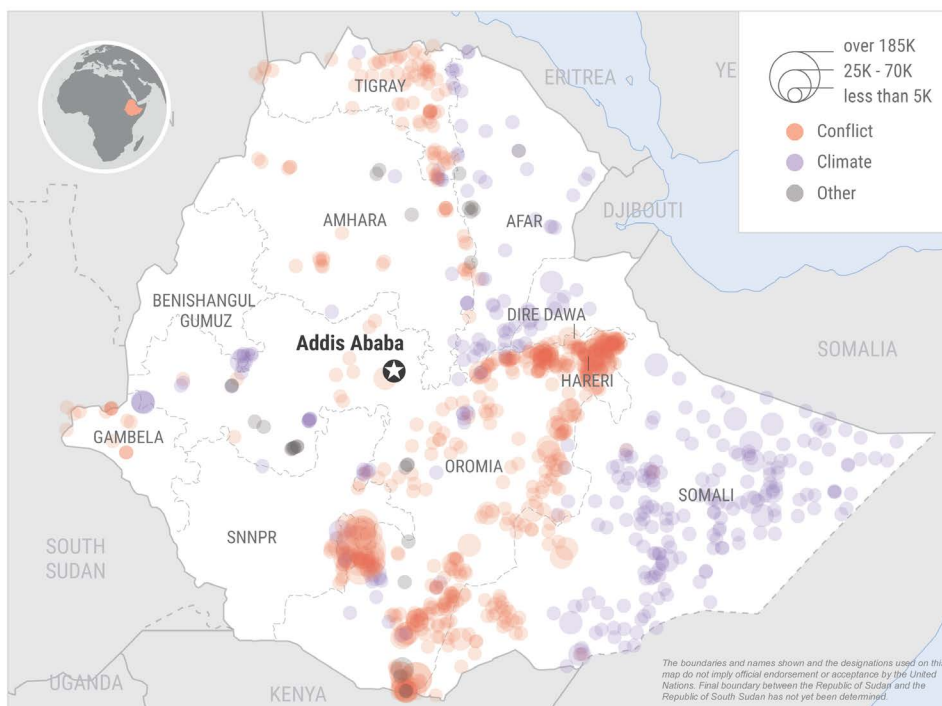 over 185K
25K - 70K
less than 5K
Conflict
Climate
Other
ERITREA
YE
TIGRAY
AMHARA
AFAR
DJIBOUTI
BENISHANGUL
GUMUZ
DIRE DAWA
Addis Ababa
SOMALIA
HARERI
GAMBELA
OROMIA
SOMALI
SNNPR
SOUTH
SUDAN
UGANDA
KENYA
The boundaries and names shown and the designations used on this
map do not imply official endorsement or acceptance by the United
Nations. Final boundary between the Republic of Sudan and the
Republic of South Sudan has not yet been determined.